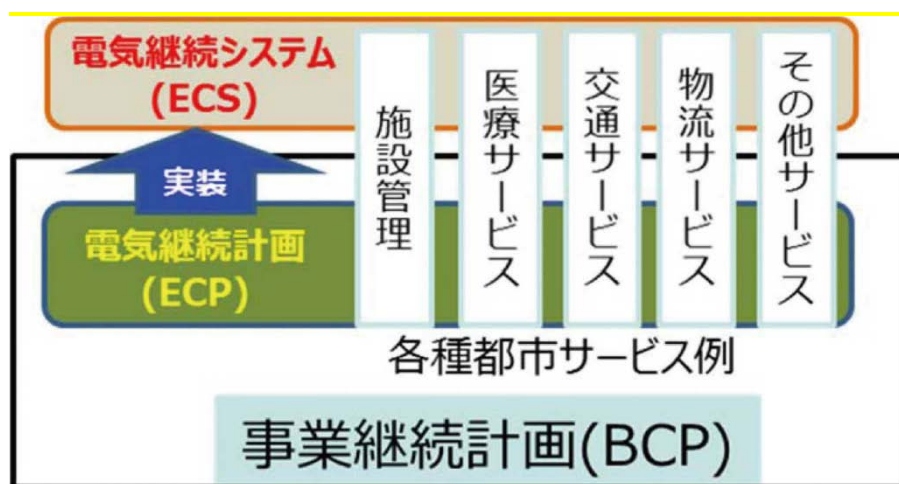 電気継続システム
(ECS)
実装
電気継続計画
(ECP)
施設管理
医療サービス
交通サービス
物流サービス
その他サービス
各種都市サービス例
事業継続計画(BCP)